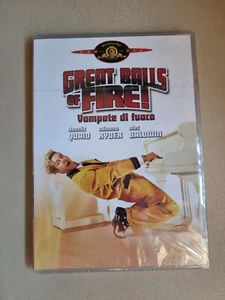 GREAT BALLS
OF FIRE!
Vampate di fuoco
dennis winona alec
QUAID RYDER BALDWIN